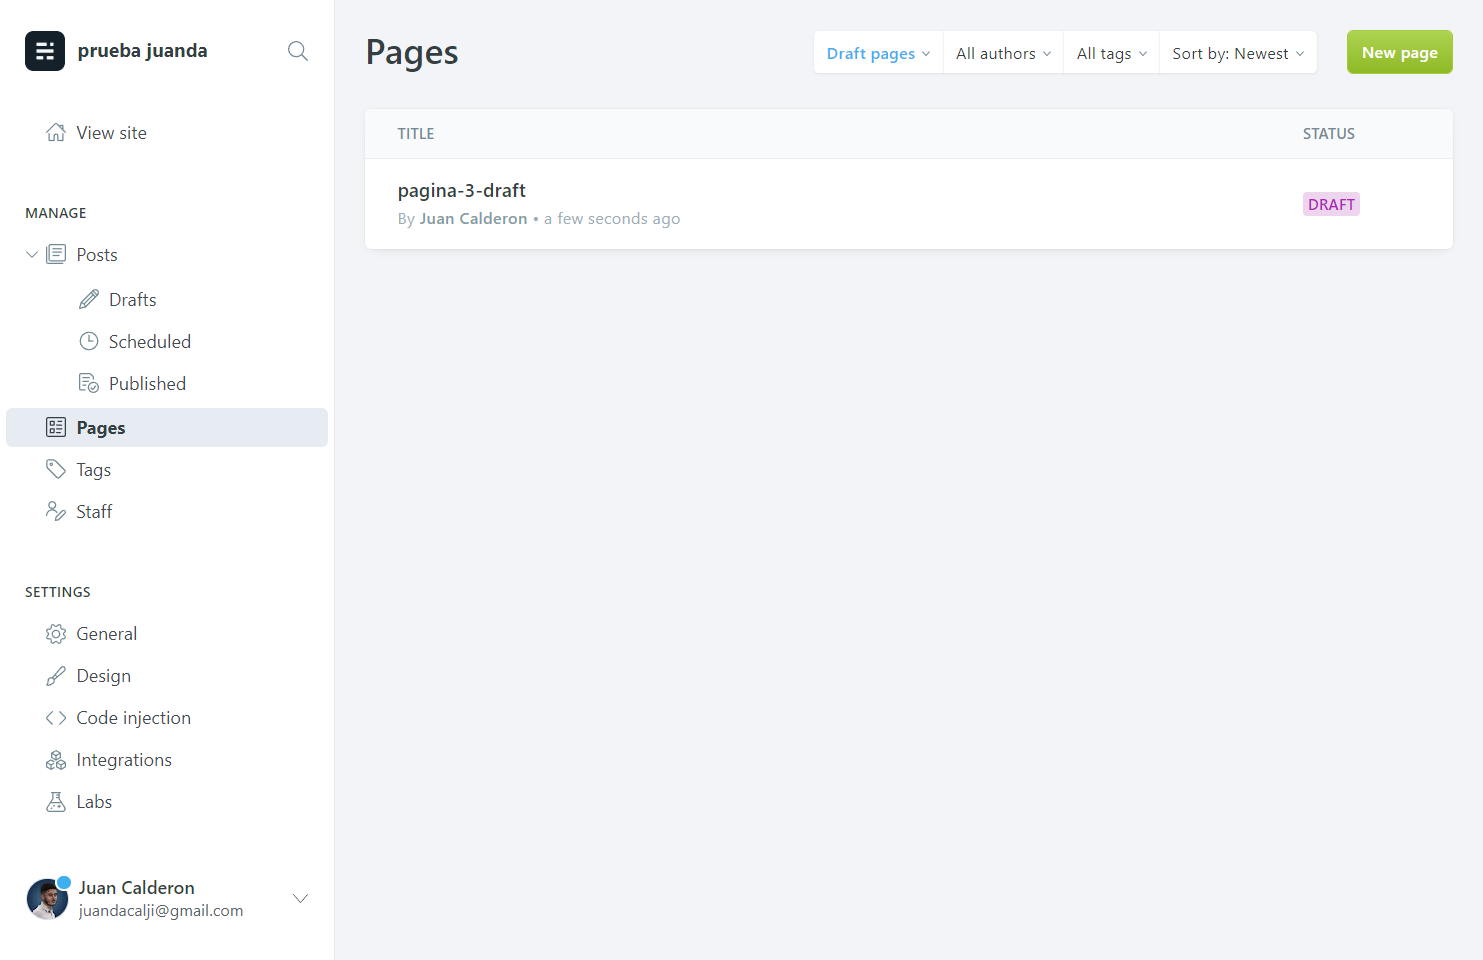 prueba juanda
View site
MANAGE
Posts
Drafts
Scheduled
Published
Pages
Tags
Staff
SETTINGS
General
Design
Code injection
Integrations
Labs
Juan Calderon
juandacalji@gmail.com
Pages
Draft pages
All authors
All tags
Sort by: Newest
New page
TITLE
STATUS
pagina-3-draft
By Juan Calderon • a few seconds ago
DRAFT